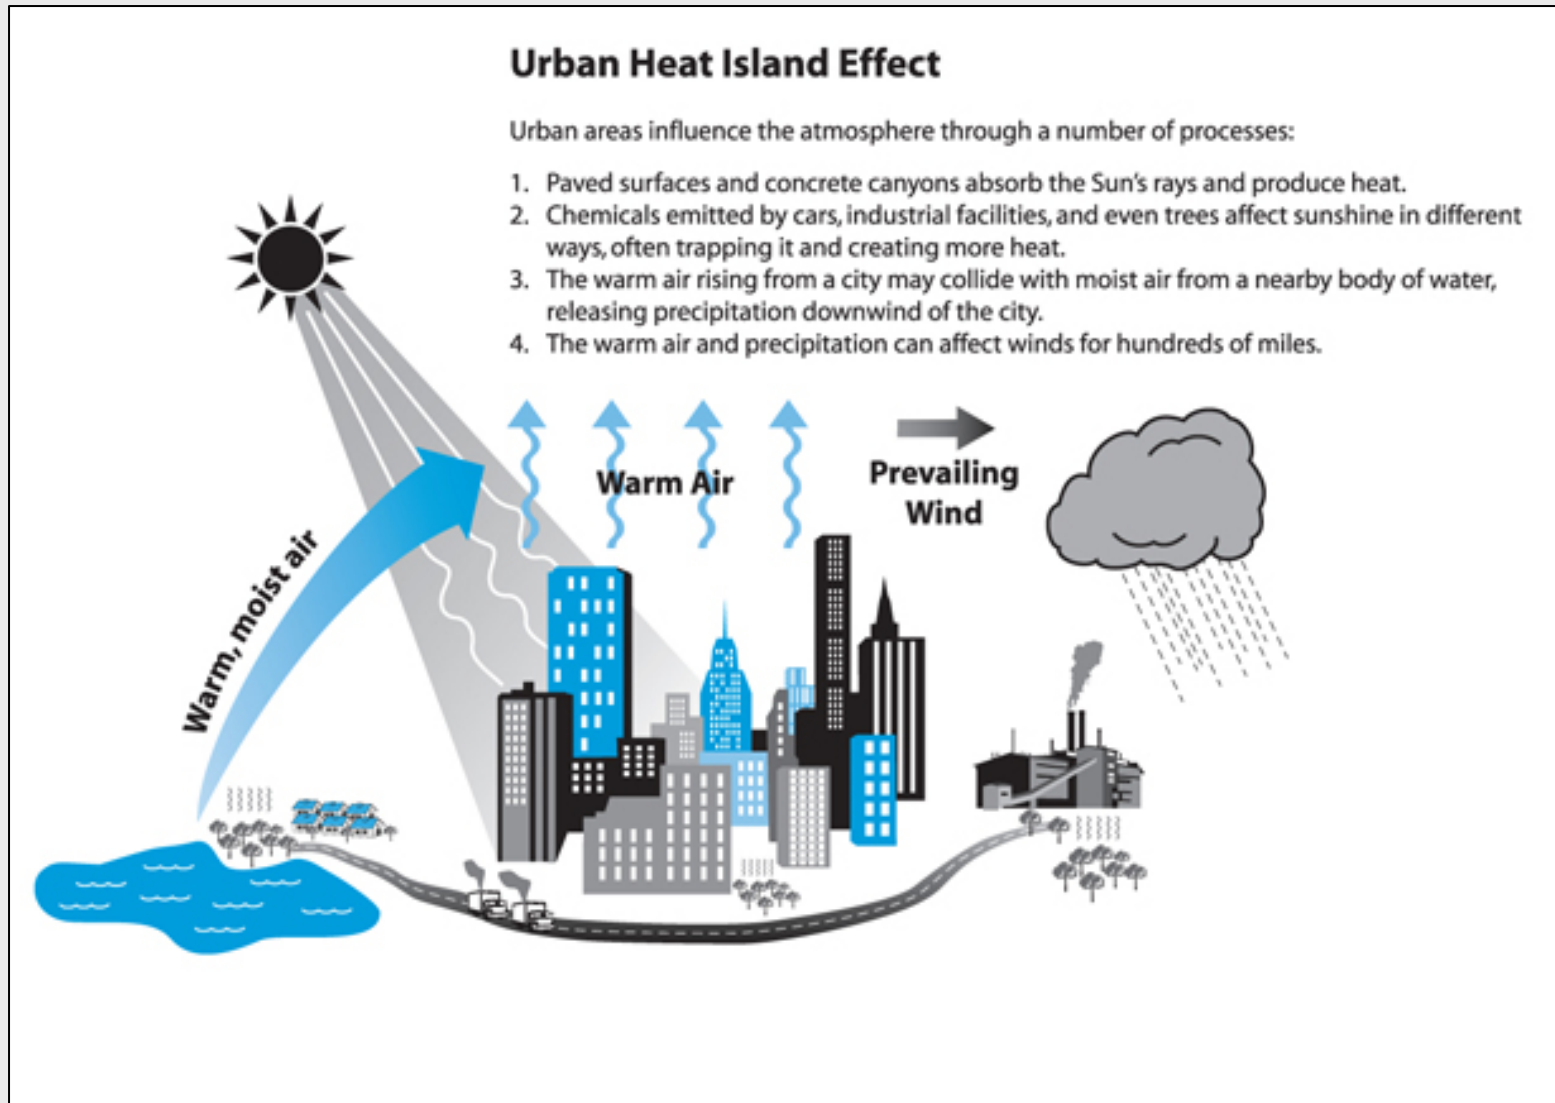 Urban Heat Island Effect
Urban areas influence the atmosphere through a number of processes:
1. Paved surfaces and concrete canyons absorb the Sun's rays and produce heat.
2. Chemicals emitted by cars, industrial facilities, and even trees affect sunshine in different
ways, often trapping it and creating more heat.
3. The warm air rising from a city may collide with moist air from a nearby body of water,
releasing precipitation downwind of the city.
4. The warm air and precipitation can affect winds for hundreds of miles.
Warm Air
Prevailing
Wind
Warm, moist air